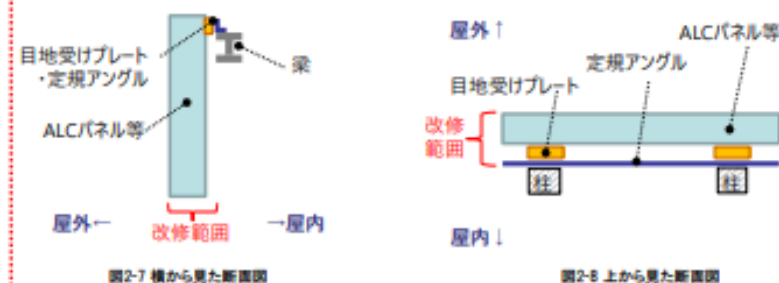 目地受けプレート
・定規アングル
梁
ALCパネル等
屋外←
改修範囲
→屋内
図2-7 横から見た断面図
屋外↑
ALCパネル等
定規アングル
目地受けプレート
改修
範囲
柱
柱
屋内↓
図2-8 上から見た断面図